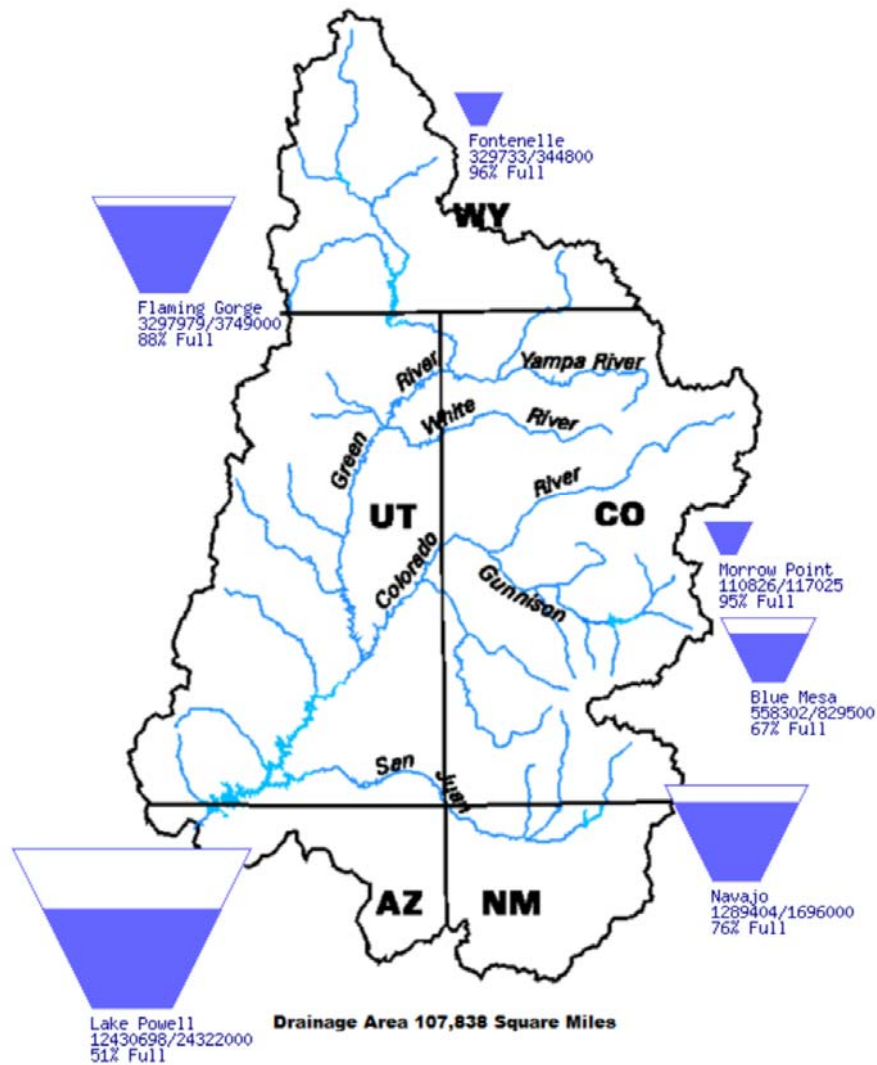 Fontenelle
329733/344800
96% Full
WY
Flaming Gorge
3297979/3749000
88% Full
Yampa River
River
White
River
Green
River
UT
CO
Colorado
Gunnison
Morrow Point
110826/117025
95% Full
Blue Mesa
558302/829500
67% Full
San
Juan
Navajo
1289404/1696000
76% Full
AZ
NM
Lake Powell
12430698/24322000
51% Full
Drainage Area 107,838 Square Miles